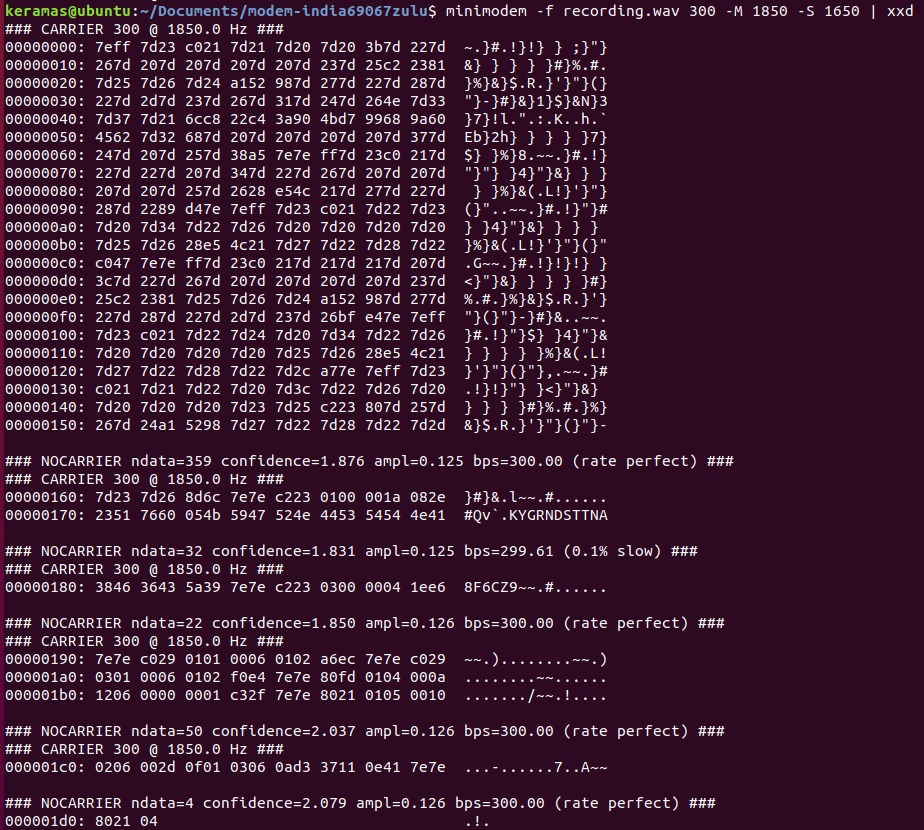 keramas@ubuntu:~/Documents/modem-india69067zulu$ minimodem -f recording.wav 300 -M 1850 -S 1650 | xxd
### CARRIER 300 @ 1850.0 Hz ###
00000000: 7eff 7d23 c021 7d21 7d20 7d20 3b7d 227d  ~.}#.!}!} } ;}"}
00000010: 267d 207d 207d 207d 237d 25c2 2381       &} } } } }#}%.#.
00000020: 7d25 7d26 7d24 a152 987d 277d 227d 287d  }%}&}$.R.}'}"}(}
00000030: 227d 2d7d 237d 267d 317d 247d 264e 7d33  "}-}#}&}1}$}&N}3
00000040: 7d37 7d21 6cc8 22c4 3a90 4bd7 9968 9a60  }7}!l.".:.K..h.`
00000050: 4562 7d32 687d 207d 207d 207d 207d 377d  Eb}2h} } } } }7}
00000060: 247d 207d 257d 38a5 7e7e ff7d 23c0 217d  $} }%}8.~~.}#.!}
00000070: 227d 227d 207d 347d 227d 267d 207d 207d  "}"} }4}"}&} } }
00000080: 207d 207d 257d 2628 e54c 217d 277d 227d   } }%}&(.L!}'}"}
00000090: 287d 2289 d47e 7eff 7d23 c021 7d22 7d23  (}"..~~.}#.!}"}#
000000a0: 7d20 7d34 7d22 7d26 7d20 7d20 7d20 7d20  } }4}"}&} } } } 
000000b0: 7d25 7d26 28e5 4c21 7d27 7d22 7d28 7d22  }%}&(.L!}'}"}(}"
000000c0: c047 7e7e ff7d 23c0 217d 217d 217d 207d  .G~~.}#.!}!}!} }
000000d0: 3c7d 227d 267d 207d 207d 207d 207d 237d  <}"}&} } } } }#}
000000e0: 25c2 2381 7d25 7d26 7d24 a152 987d 277d  %.#.}%}&}$.R.}'}
000000f0: 227d 287d 227d 2d7d 237d 26bf e47e 7eff  "}(}"}-}#}&..~~.
00000100: 7d23 c021 7d22 7d24 7d20 7d34 7d22 7d26  }#.!}"}$} }4}"}&
00000110: 7d20 7d20 7d20 7d20 7d25 7d26 28e5 4c21  } } } } }%}&(.L!
00000120: 7d27 7d22 7d28 7d22 7d2c a77e 7eff 7d23  }'}"}(}"},.~~.}#
00000130: c021 7d21 7d22 7d20 7d3c 7d22 7d26 7d20  .!}!}"} }<}"}&} 
00000140: 7d20 7d20 7d20 7d23 7d25 c223 807d 257d  } } } }#}%.#.}%}
00000150: 267d 24a1 5298 7d27 7d22 7d28 7d22 7d2d  &}$.R.}'}"}(}"}-
### NOCARRIER ndata=359 confidence=1.876 ampl=0.125 bps=300.00 (rate perfect) ###
### CARRIER 300 @ 1850.0 Hz ###
00000160: 7d23 7d26 8d6c 7e7e c223 0100 001a 082e  }#}&.l~~.#......
00000170: 2351 7660 054b 5947 524e 4453 5454 4e41  #Qv`.KYGRNDSTTNA
### NOCARRIER ndata=32 confidence=1.831 ampl=0.125 bps=299.61 (0.1% slow) ###
### CARRIER 300 @ 1850.0 Hz ###
00000180: 3846 3643 5a39 7e7e c223 0300 0004 1ee6  8F6CZ9~~.#......
### NOCARRIER ndata=22 confidence=1.850 ampl=0.126 bps=300.00 (rate perfect) ###
### CARRIER 300 @ 1850.0 Hz ###
00000190: 7e7e c029 0101 0006 0102 a6ec 7e7e c029  ~~.)........~~.)
000001a0: 0301 0006 0102 f0e4 7e7e 80fd 0104 000a  ........~~......
000001b0: 1206 0000 0001 c32f 7e7e 8021 0105 0010  ......./~~.!....
### NOCARRIER ndata=50 confidence=2.037 ampl=0.126 bps=300.00 (rate perfect) ###
### CARRIER 300 @ 1850.0 Hz ###
000001c0: 0206 002d 0f01 0306 0ad3 3711 0e41 7e7e  ...-......7..A~~
### NOCARRIER ndata=4 confidence=2.079 ampl=0.126 bps=300.00 (rate perfect) ###
000001d0: 8021 04                                  .!.